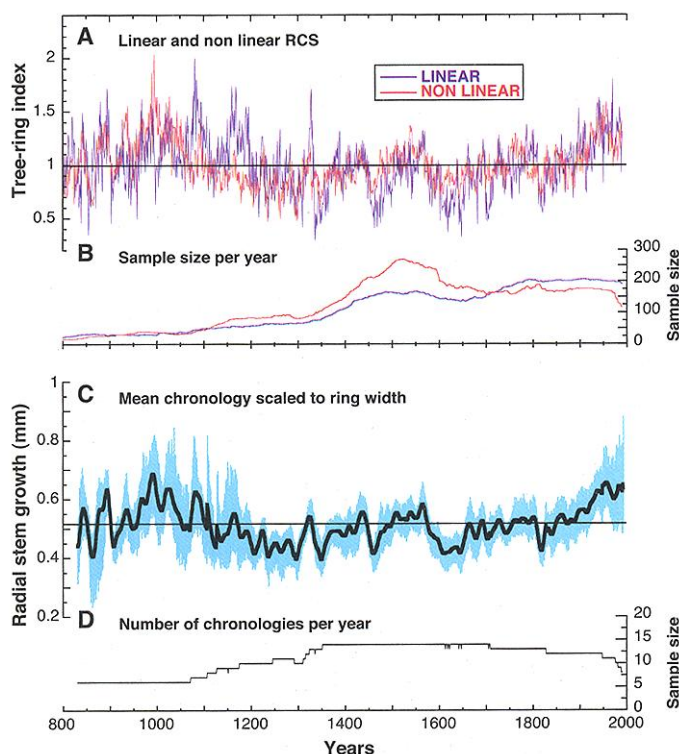 A
Linear and non linear RCS
LINEAR
NON LINEAR
2
1.5
1
0.5
Tree-ring index
B
Sample size per year
300
200
100
0
Sample size
C
Mean chronology scaled to ring width
1
0.8
0.6
0.4
0.2
Radial stem growth (mm)
D
Number of chronologies per year
20
15
10
5
0
Sample size
800 1000 1200 1400 1600 1800 2000
Years